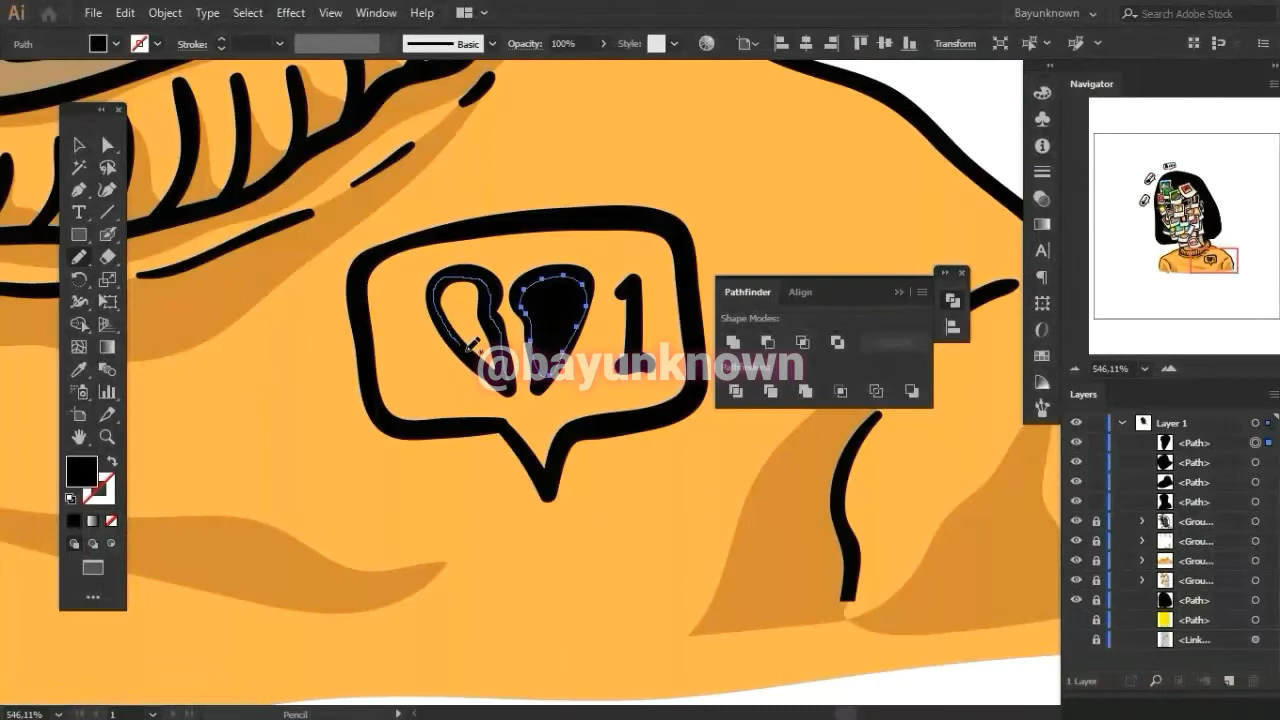 Ai File Edit Object Type Select Effect View Window Help Bayunknown Search Adobe Stock
Path Stroke: Basic Opacity: 100% Style: Transform
Navigator
546,11%
Pathfinder Align
Shape Modes:
1
@bayunknown
Layers
Layer 1
<Path>
<Path>
<Path>
<Path>
<Grou...
<Grou...
<Grou...
<Grou...
<Path>
<Path>
<Link...
1 Layer
546,11% 1 Pencil